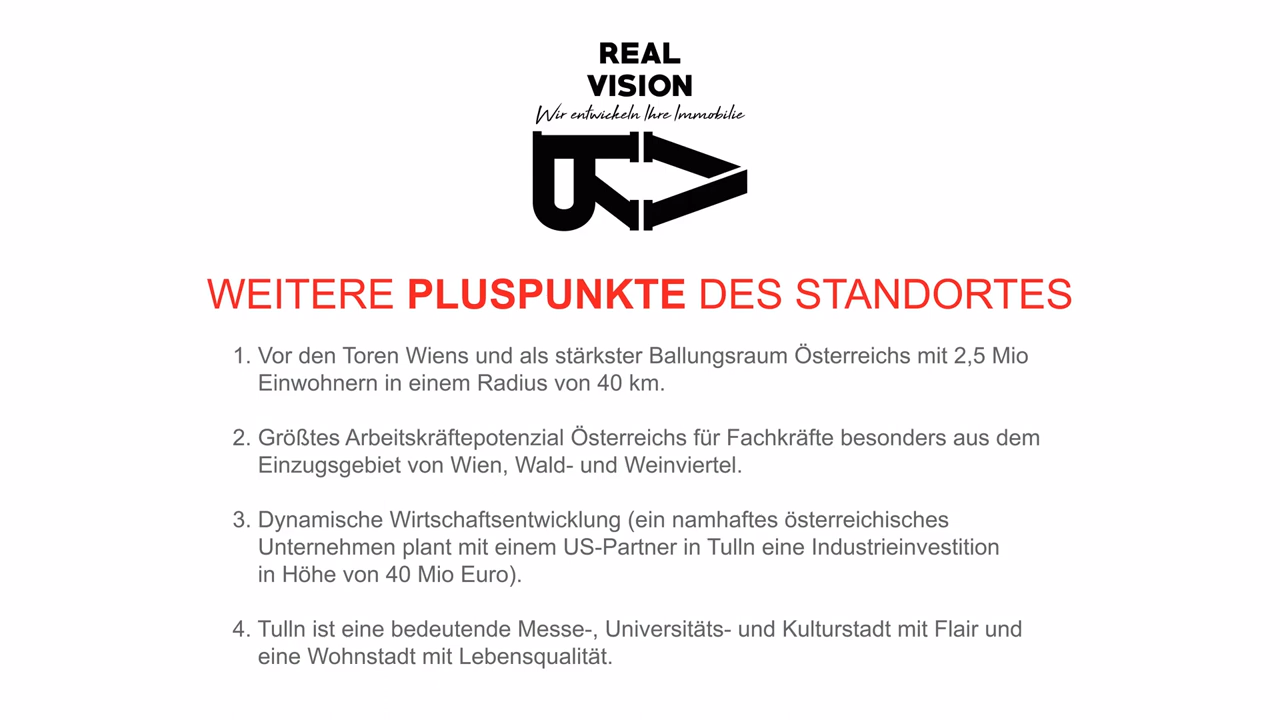 REAL
VISION
Wir entwickeln Ihre Immobilie
RV
WEITERE PLUSPUNKTE DES STANDORTES
1. Vor den Toren Wiens und als stärkster Ballungsraum Österreichs mit 2,5 Mio
Einwohnern in einem Radius von 40 km.
2. Größtes Arbeitskräftepotenzial Österreichs für Fachkräfte besonders aus dem
Einzugsgebiet von Wien, Wald- und Weinviertel.
3. Dynamische Wirtschaftsentwicklung (ein namhaftes österreichisches
Unternehmen plant mit einem US-Partner in Tulln eine Industrieinvestition
in Höhe von 40 Mio Euro).
4. Tulln ist eine bedeutende Messe-, Universitäts- und Kulturstadt mit Flair und
eine Wohnstadt mit Lebensqualität.